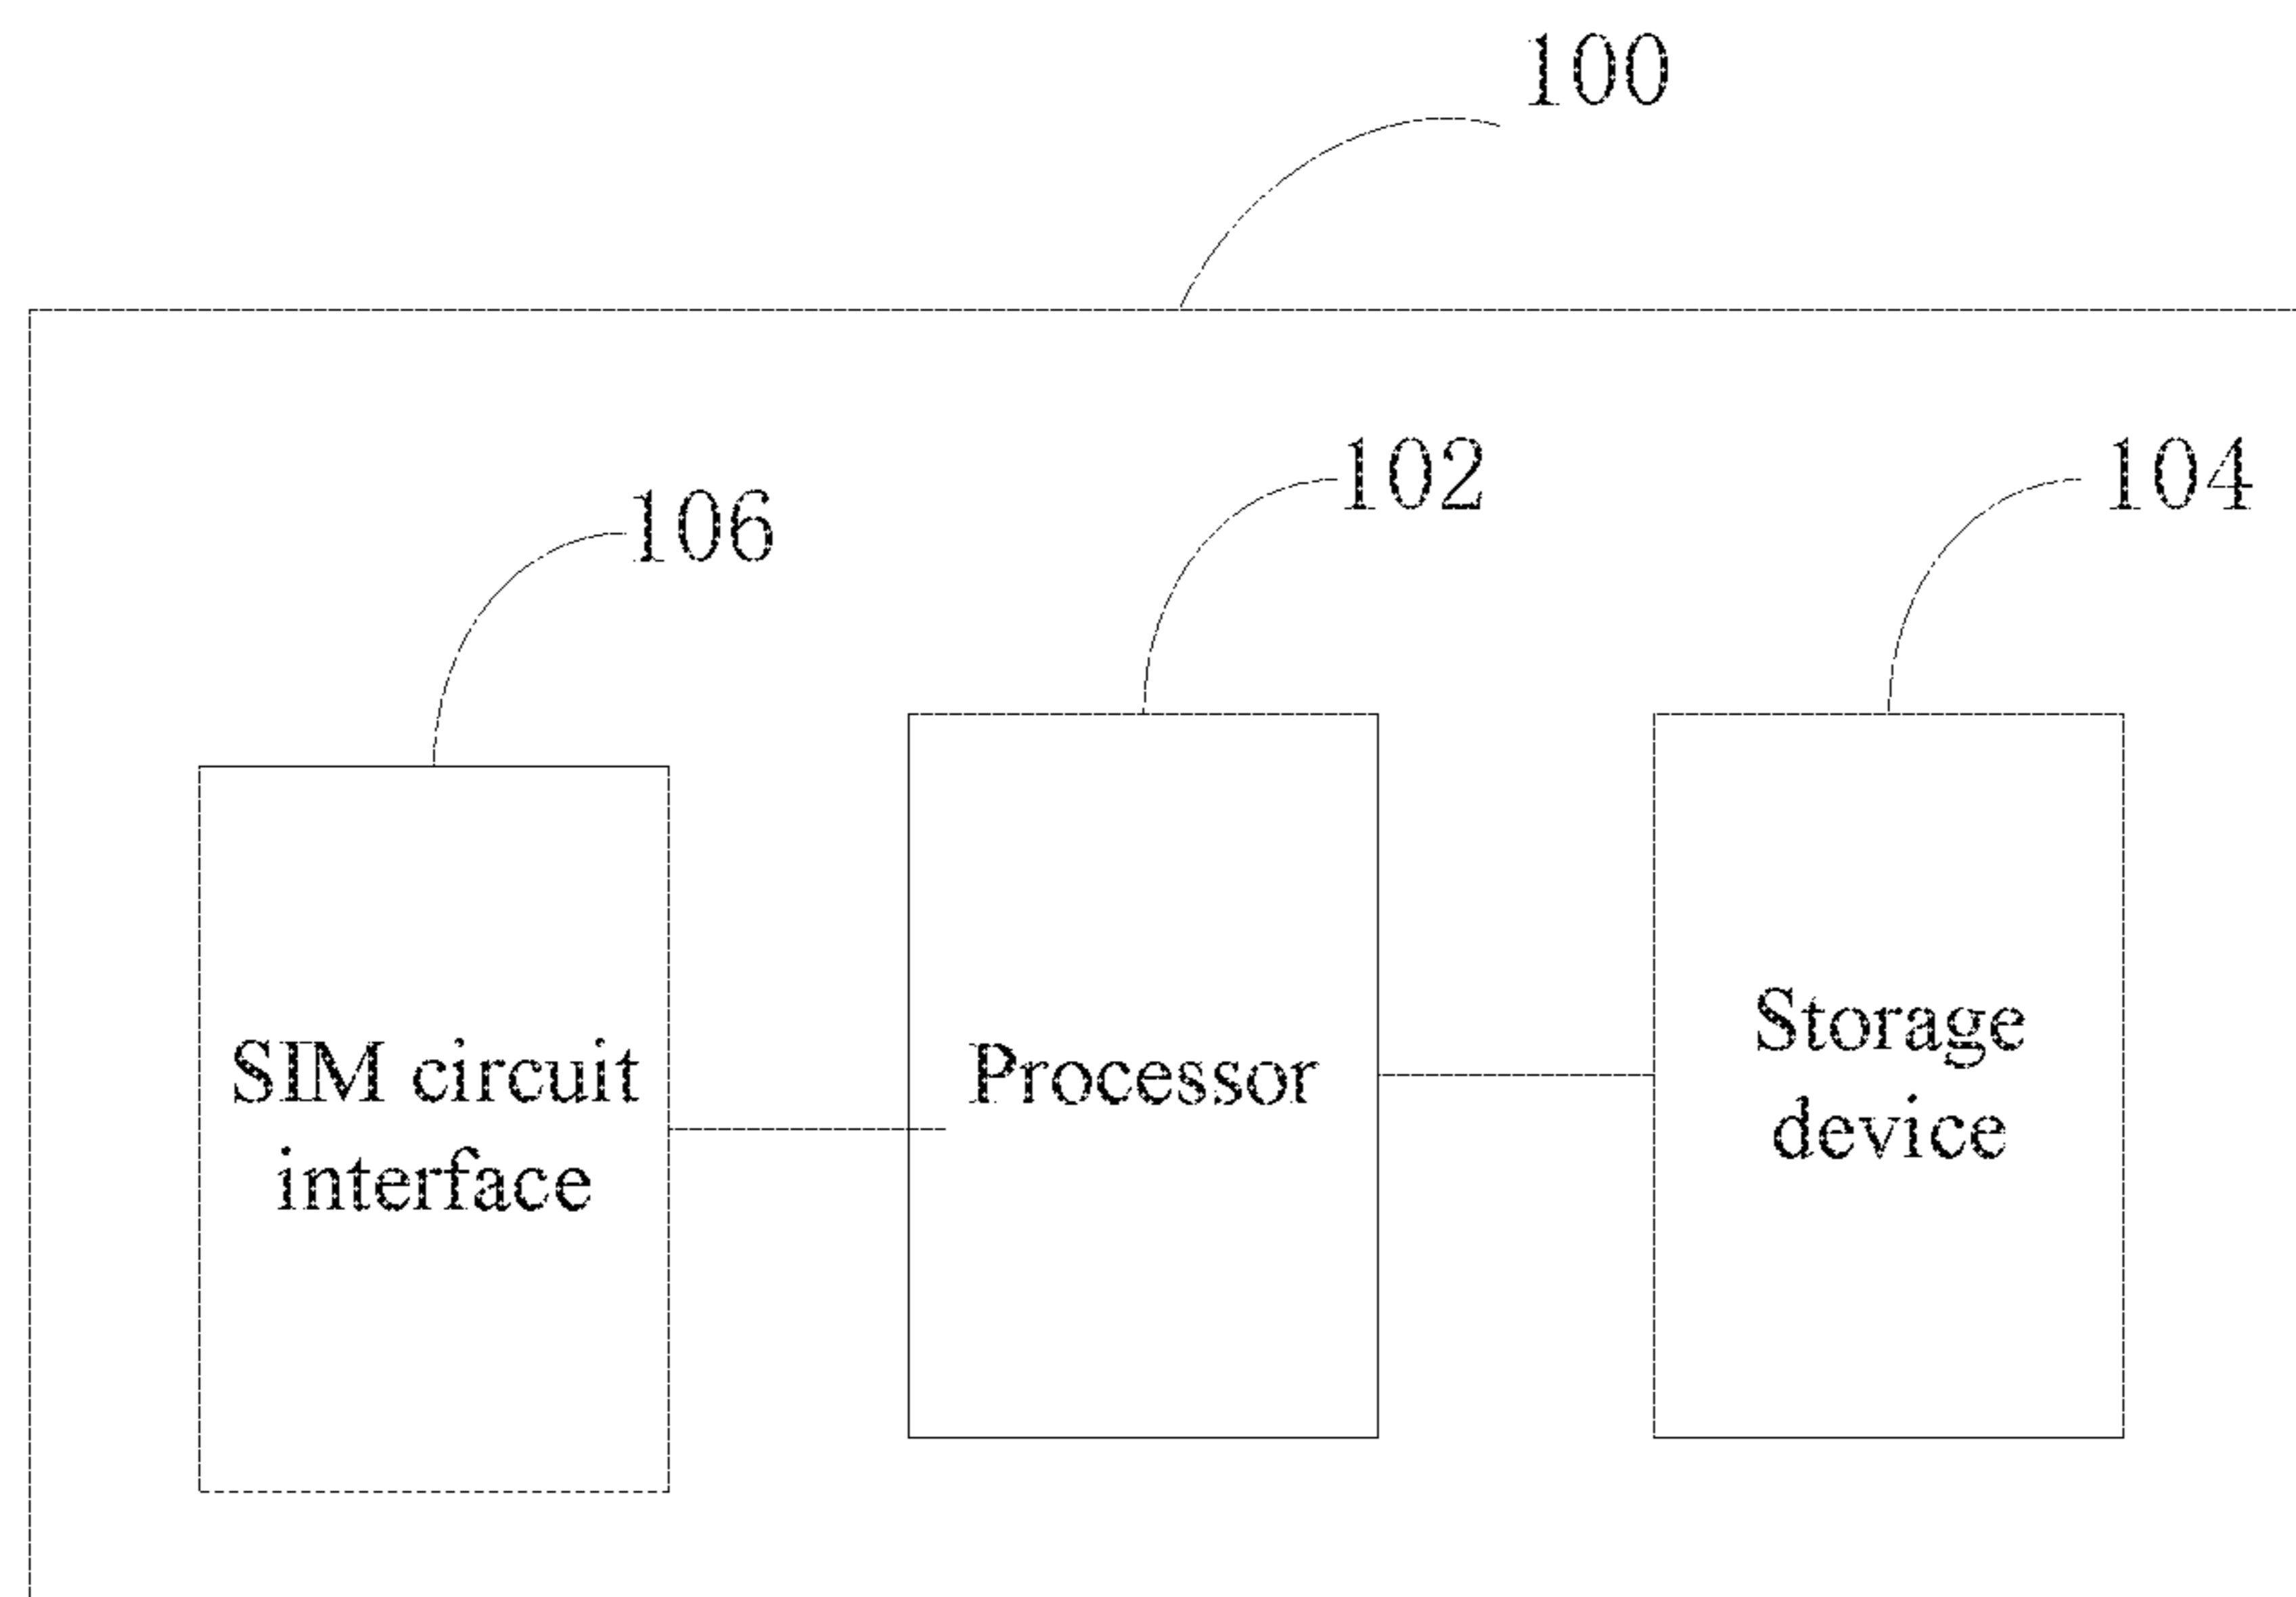 100
106
102
104
SIM circuit
interface
Processor
Storage
device